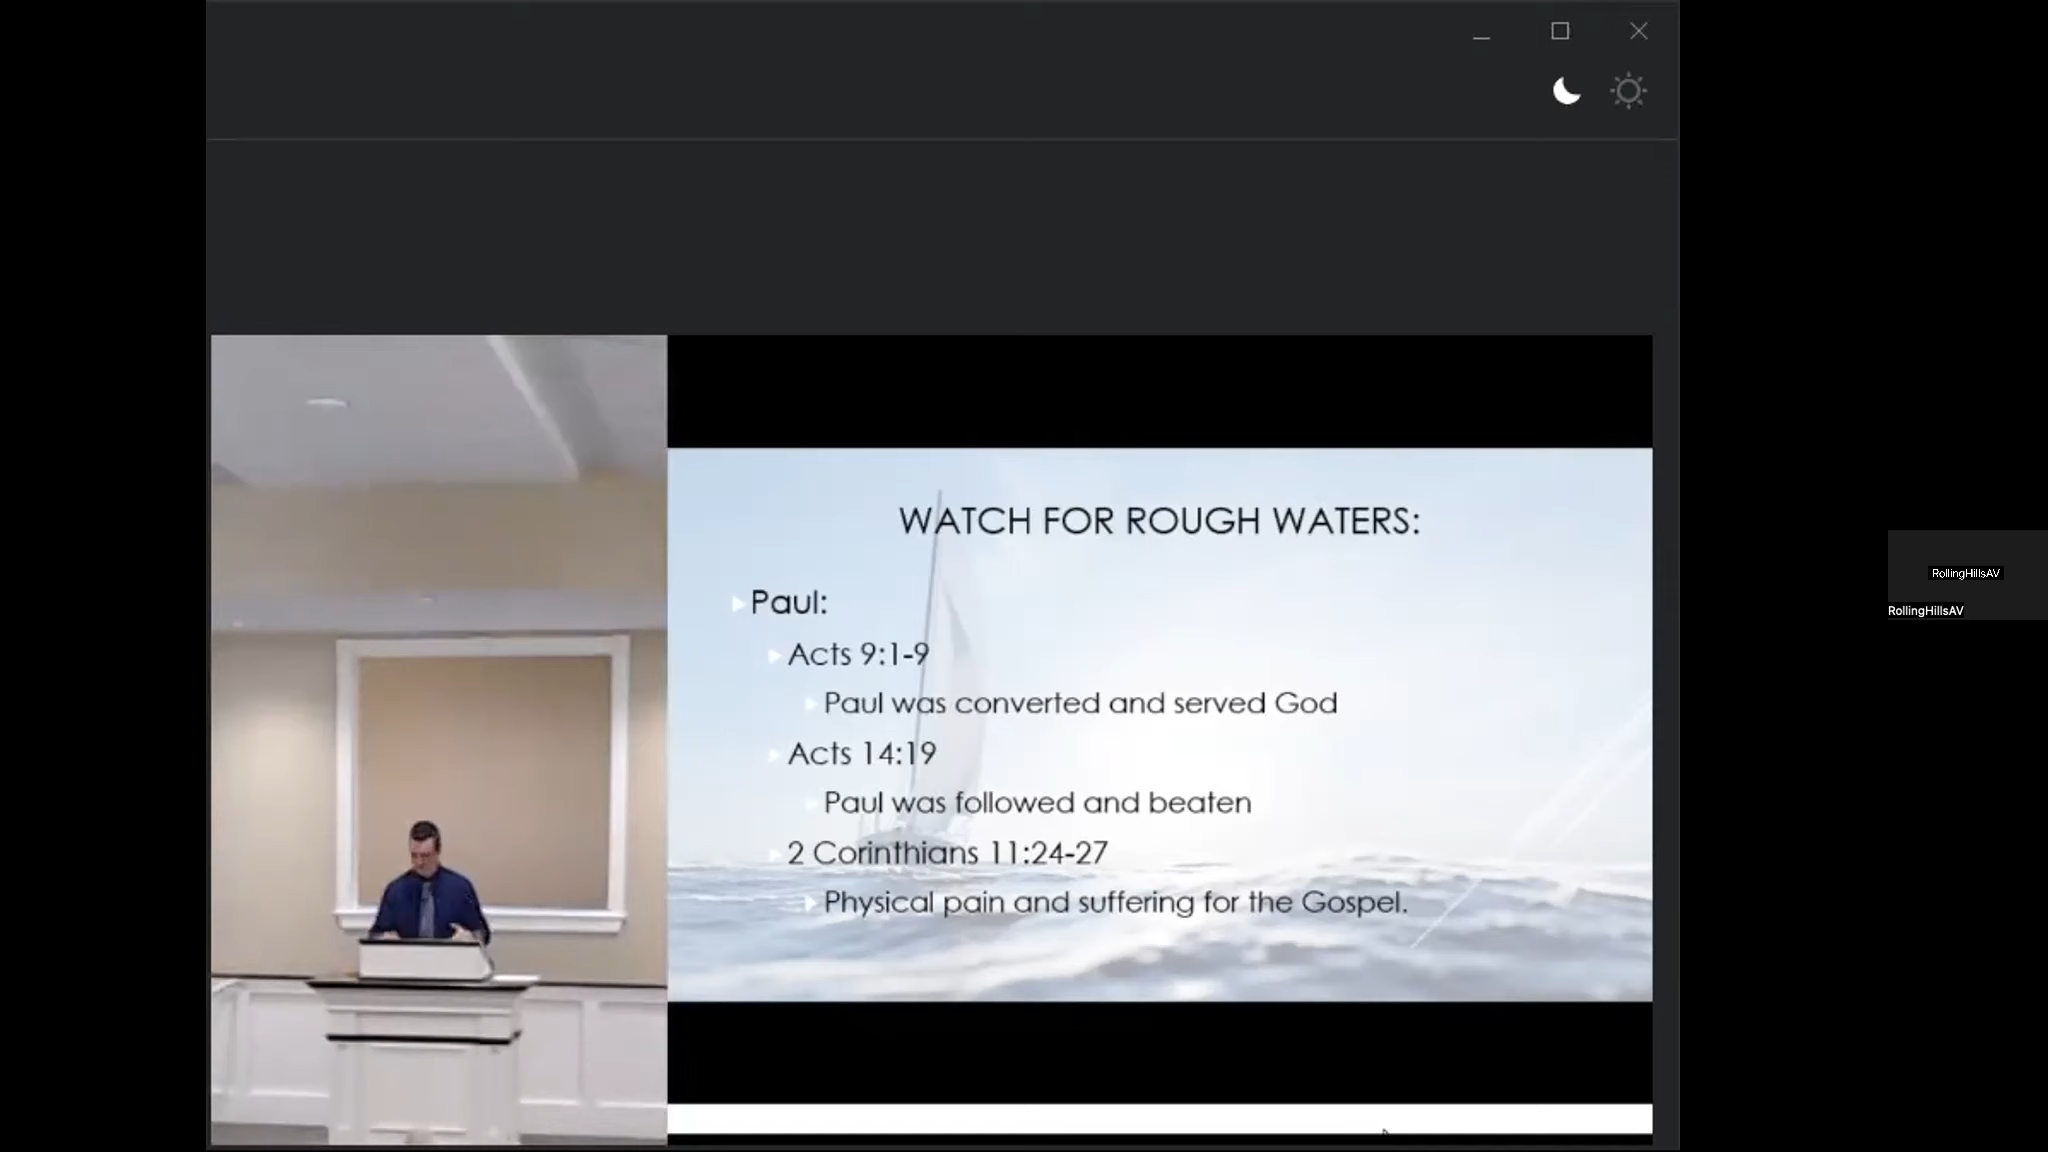 WATCH FOR ROUGH WATERS:
Paul:
Acts 9:1-9
Paul was converted and served God
Acts 14:19
Paul was followed and beaten
2 Corinthians 11:24-27
Physical pain and suffering for the Gospel.
RollingHillsAV
RollingHillsAV